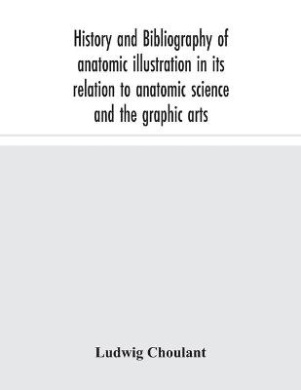 History and Bibliography of
anatomic illustration in its
relation to anatomic science
and the graphic arts
Ludwig Choulant